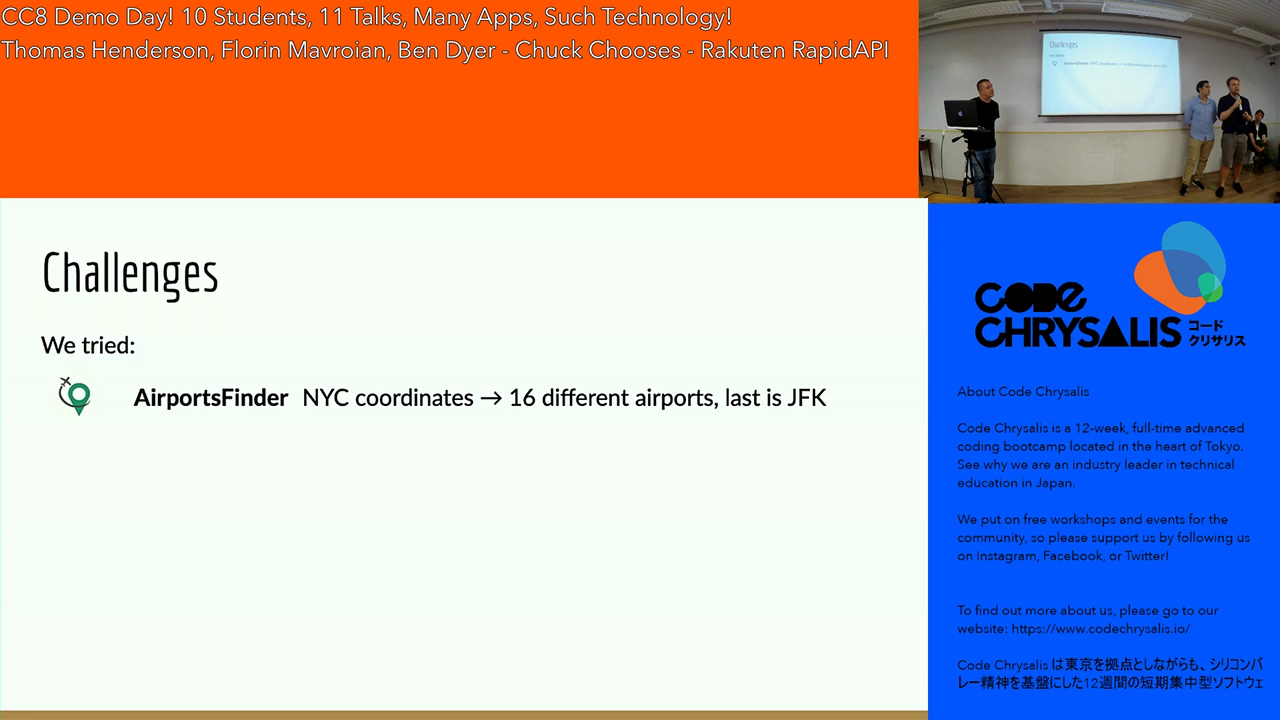 CC8 Demo Day! 10 Students, 11 Talks, Many Apps, Such Technology!
Thomas Henderson, Florin Mavroian, Ben Dyer - Chuck Chooses - Rakuten RapidAPI
Challenges
Challenges
We tried:
AirportsFinder NYC coordinates → 16 different airports, last is JFK
CODE
CHRYSALIS
コード
クリサリス
About Code Chrysalis
Code Chrysalis is a 12-week, full-time advanced
coding bootcamp located in the heart of Tokyo.
See why we are an industry leader in technical
education in Japan.
We put on free workshops and events for the
community, so please support us by following us
on Instagram, Facebook, or Twitter!
To find out more about us, please go to our
website: https://www.codechrysalis.io/
Code Chrysalis は東京を拠点としながらも、シリコンバ
レー精神を基盤にした12週間の短期集中型ソフトウェ